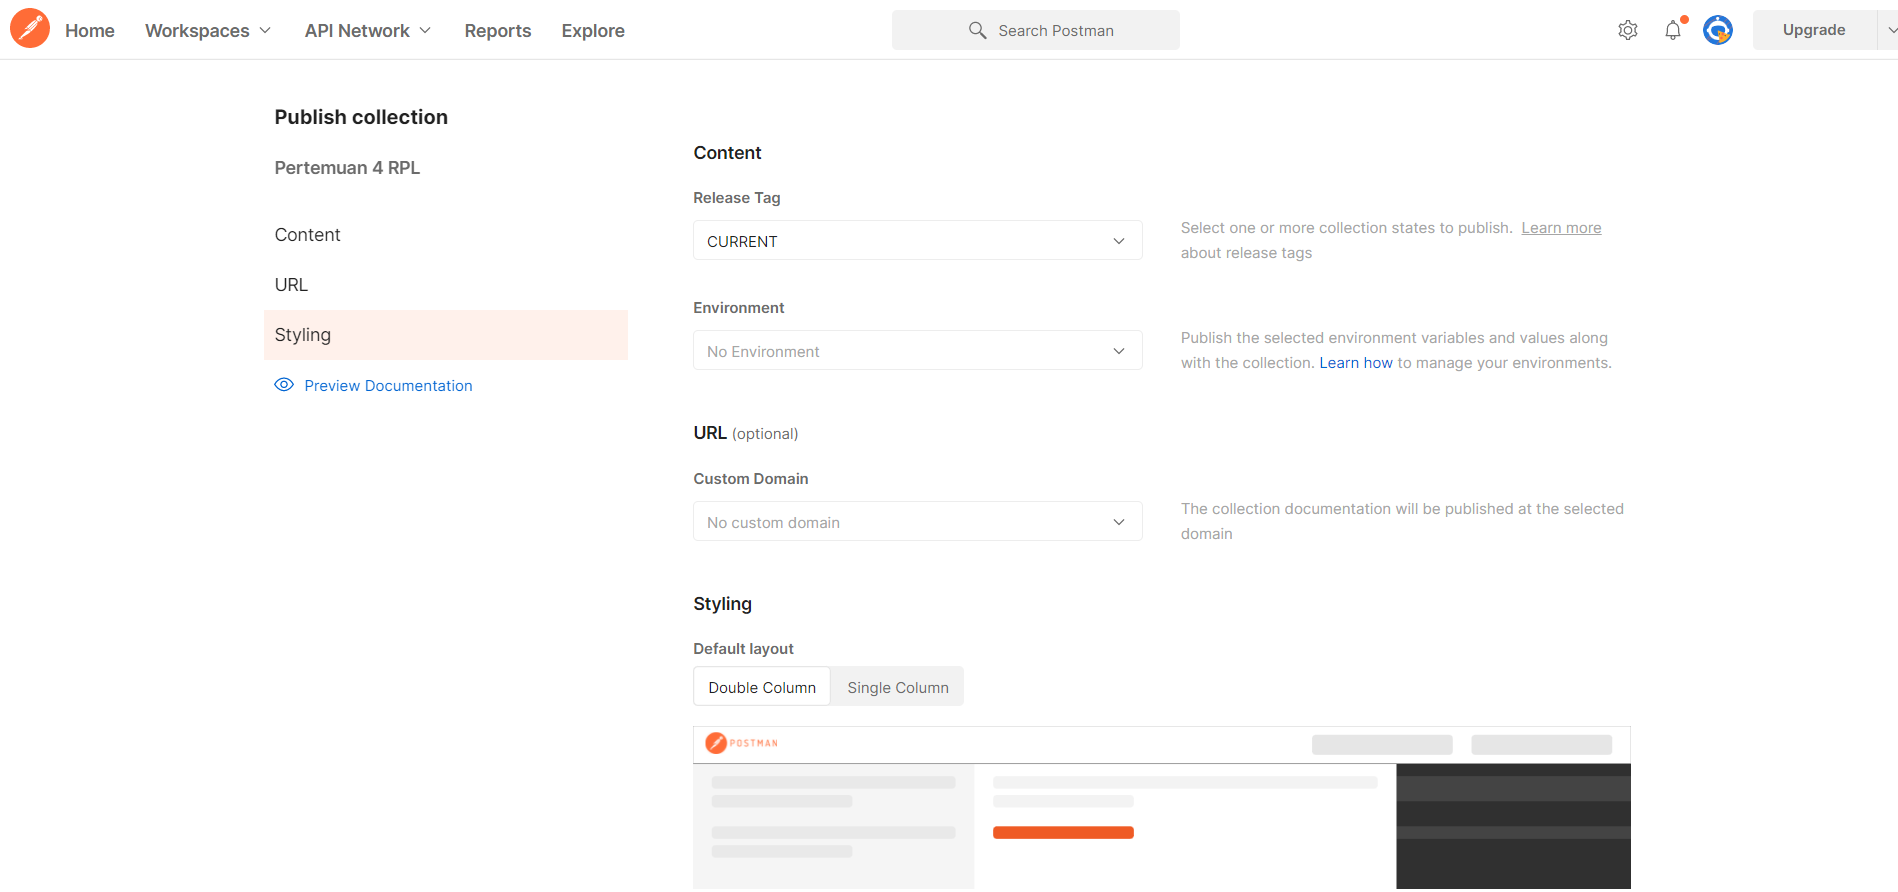 Home
Workspaces
API Network
Reports
Explore
Search Postman
Upgrade
Publish collection
Pertemuan 4 RPL
Content
URL
Styling
Preview Documentation
Content
Release Tag
CURRENT
Select one or more collection states to publish. Learn more
about release tags
Environment
No Environment
Publish the selected environment variables and values along
with the collection. Learn how to manage your environments.
URL (optional)
Custom Domain
No custom domain
The collection documentation will be published at the selected
domain
Styling
Default layout
Double Column
Single Column
POSTMAN